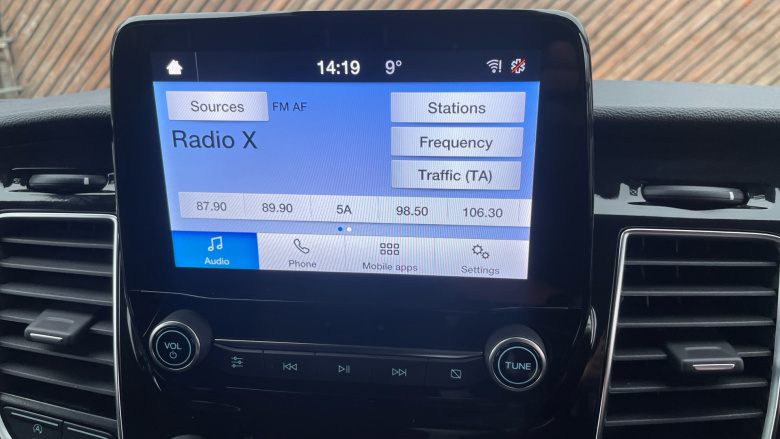 14:19 9°
Sources FM AF Stations
Radio X Frequency
Traffic (TA)
87.90 89.90 5A 98.50 106.30
Audio Phone Mobile apps Settings
VOL TUNE
A